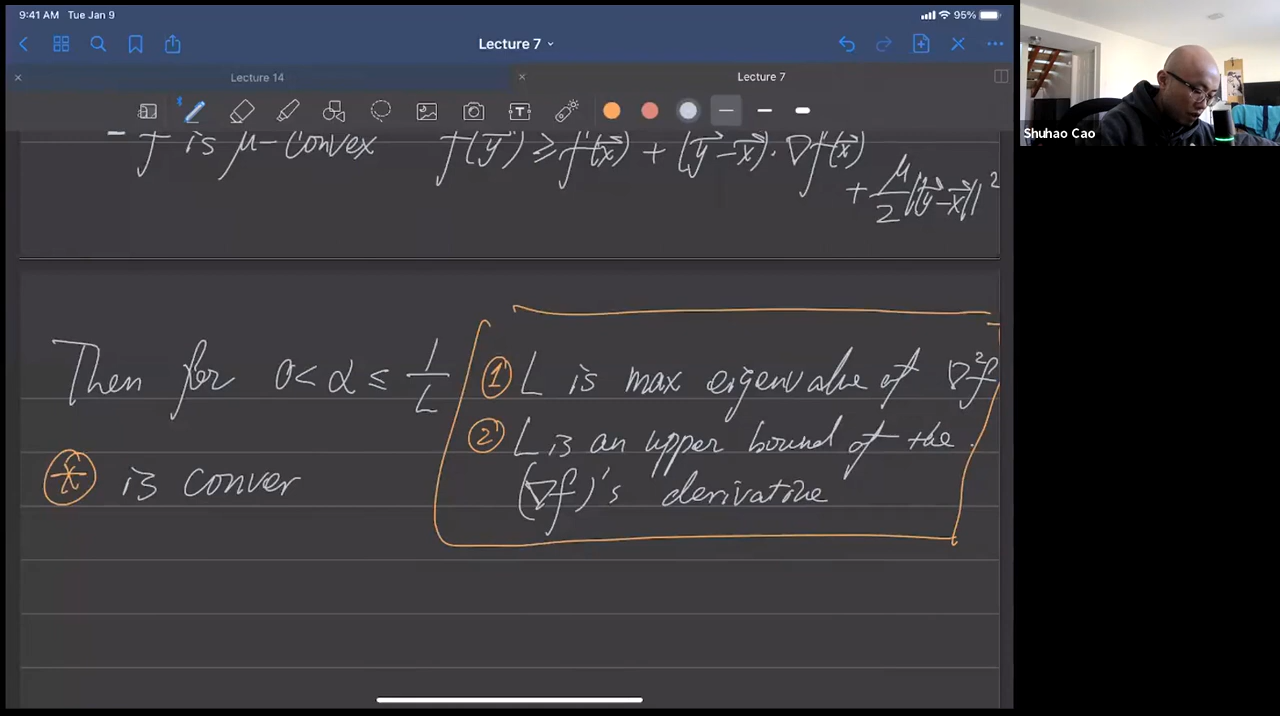 9:41 AM Tue Jan 9
95%
Lecture 7
Lecture 14
Lecture 7
- f is μ-convex f(y⃗) ≥ f(x⃗) + (y⃗-x⃗)·∇f(x⃗)
+ μ/2 ||y⃗-x⃗||²
Then for 0< α ≤ 1/L
① L is max eigenvalue of ∇²f
② L is an upper bound of the
(∇f)'s derivative
is conver
Shuhao Cao